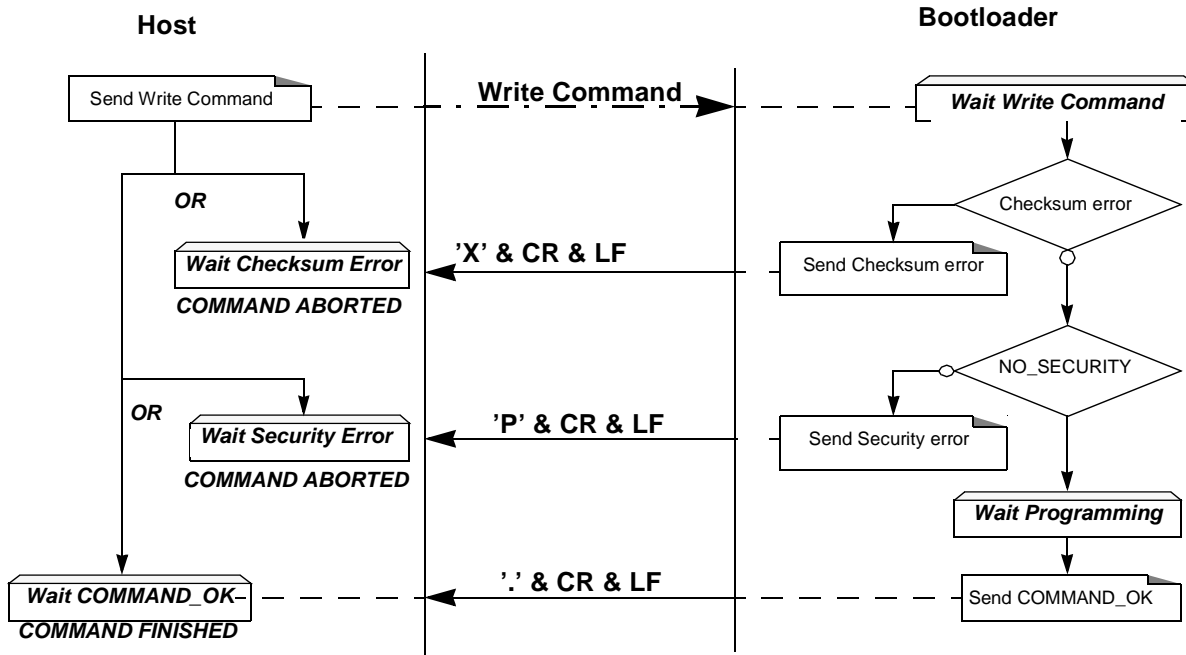 Host
Bootloader
Send Write Command
Write Command
Wait Write Command
OR
Checksum error
Wait Checksum Error
'X' & CR & LF
Send Checksum error
COMMAND ABORTED
NO_SECURITY
OR
Wait Security Error
'P' & CR & LF
Send Security error
COMMAND ABORTED
Wait Programming
Wait COMMAND_OK
'.' & CR & LF
Send COMMAND_OK
COMMAND FINISHED